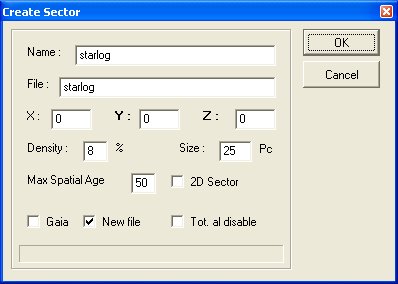 Create Sector
Name : starlog
OK
File : starlog
Cancel
X : 0 Y : 0 Z : 0
Density : 8 % Size : 25 Pc
Max Spatial Age 50 2D Sector
Gaia New file Tot. al disable